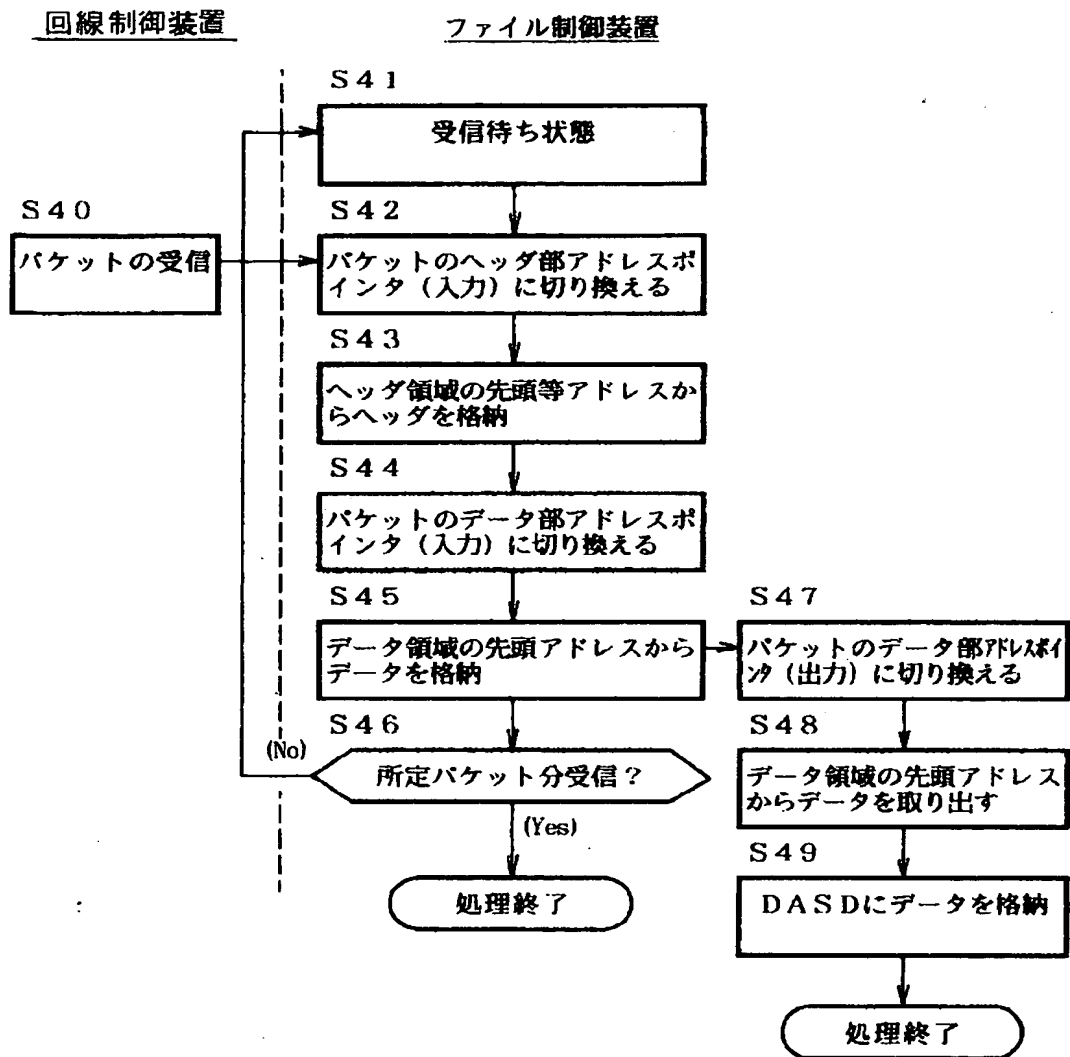 回線制御装置
ファイル制御装置
S41
受信待ち状態
S40
パケットの受信
S42
パケットのヘッダ部アドレスポ
インタ（入力）に切り換える
S43
ヘッダ領域の先頭等アドレスか
らヘッダを格納
S44
パケットのデータ部アドレスポ
インタ（入力）に切り換える
S45
データ領域の先頭アドレスから
データを格納
S47
パケットのデータ部アドレスポイ
ンタ（出力）に切り換える
S46
(No)
所定パケット分受信？
(Yes)
処理終了
S48
データ領域の先頭アドレス
からデータを取り出す
S49
DASDにデータを格納
処理終了